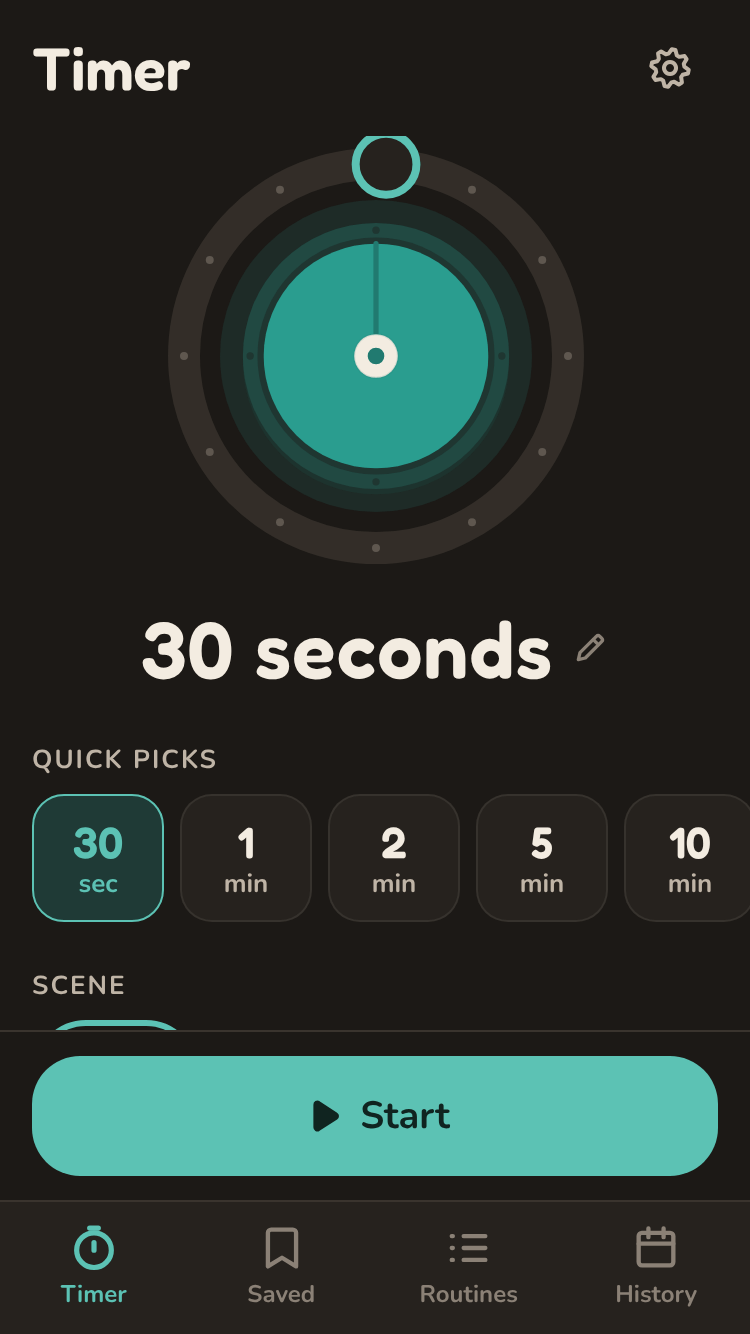 Timer
30 seconds
QUICK PICKS
30 sec
1 min
2 min
5 min
10 min
SCENE
Start
Timer
Saved
Routines
History